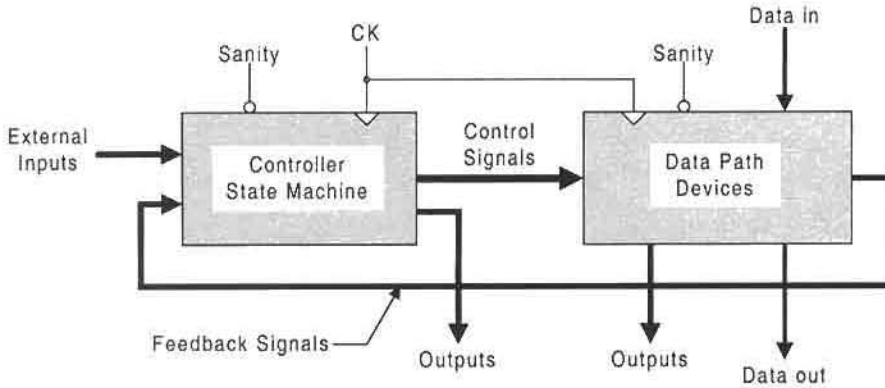 Data in
CK
Sanity
Sanity
External
Inputs
Controller
State Machine
Control
Signals
Data Path
Devices
Feedback Signals
Outputs
Outputs
Data out